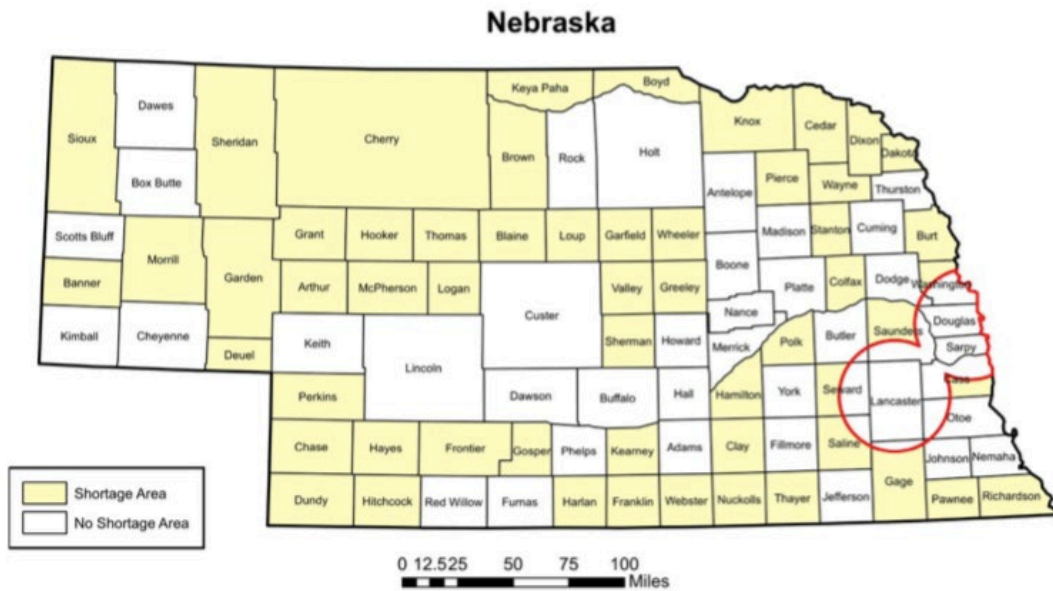 Nebraska
Keya Paha
Boyd
Dawes
Sioux
Sheridan
Cherry
Knox
Cedar
Dixon
Dakota
Brown
Rock
Holt
Box Butte
Antelope
Pierce
Wayne
Thurston
Scotts Bluff
Morrill
Grant
Hooker
Thomas
Blaine
Loup
Garfield
Wheeler
Madison
Stanton
Cuming
Burt
Banner
Garden
Arthur
McPherson
Logan
Custer
Valley
Greeley
Boone
Platte
Colfax
Dodge
Washington
Kimball
Cheyenne
Deuel
Keith
Lincoln
Sherman
Howard
Nance
Merrick
Polk
Butler
Saunders
Douglas
Sarpy
Perkins
Dawson
Buffalo
Hall
Hamilton
York
Seward
Lancaster
Cass
Otoe
Chase
Hayes
Frontier
Gosper
Phelps
Kearney
Adams
Clay
Fillmore
Saline
Gage
Johnson
Nemaha
Dundy
Hitchcock
Red Willow
Furnas
Harlan
Franklin
Webster
Nuckolls
Thayer
Jefferson
Pawnee
Richardson
Shortage Area
No Shortage Area
0 12.525 50 75 100
Miles